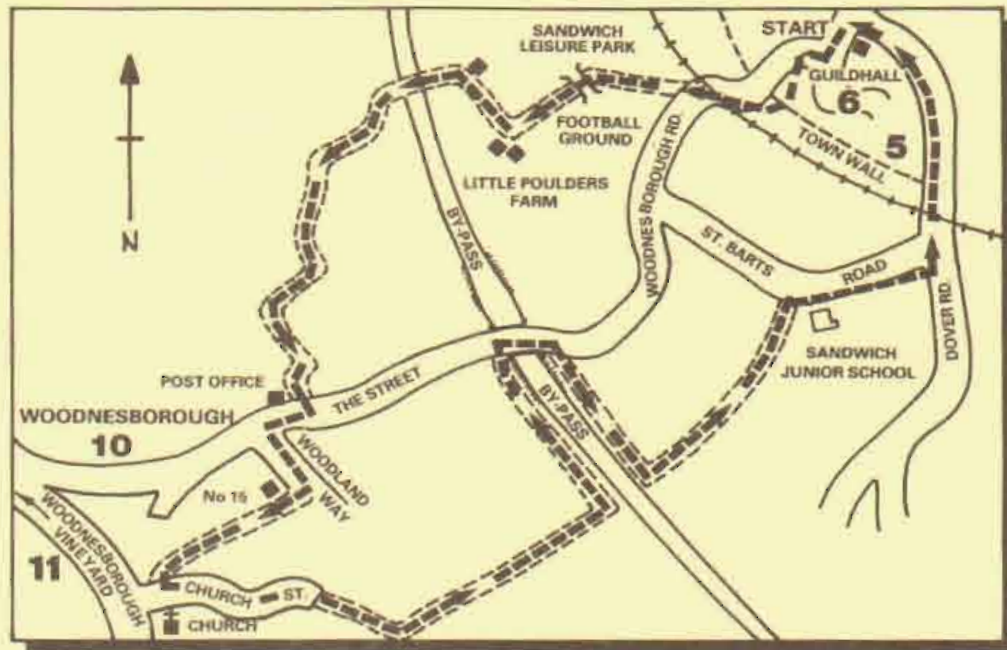 START
SANDWICH
LEISURE PARK
GUILDHALL
6
FOOTBALL
GROUND
5
TOWN WALL
LITTLE POULDERS
FARM
N
BY-PASS
WOODNESBOROUGH RD.
ST. BARTS
ROAD
DOVER RD.
SANDWICH
JUNIOR SCHOOL
POST OFFICE
THE STREET
WOODNESBOROUGH
10
BY-PASS
WOODLAND
WAY
No 15
WOODNESBOROUGH
VINEYARD
11
CHURCH ST.
CHURCH